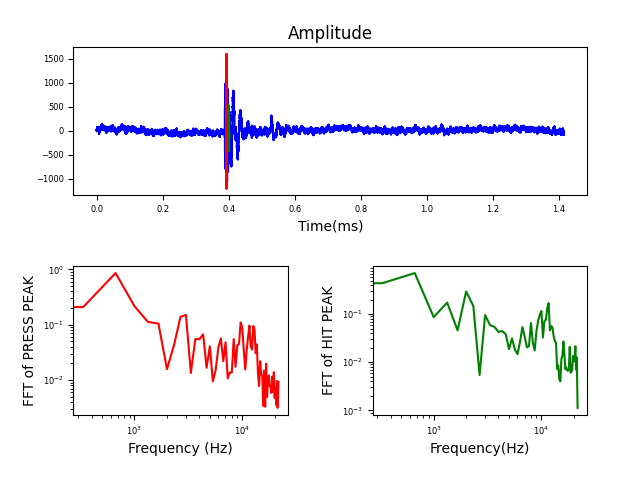 Amplitude
1500
1000
500
0
−500
−1000
0.0 0.2 0.4 0.6 0.8 1.0 1.2 1.4
Time(ms)
FFT of PRESS PEAK
10⁰
10⁻¹
10⁻²
10³ 10⁴
Frequency (Hz)
FFT of HIT PEAK
10⁻¹
10⁻²
10⁻³
10³ 10⁴
Frequency(Hz)